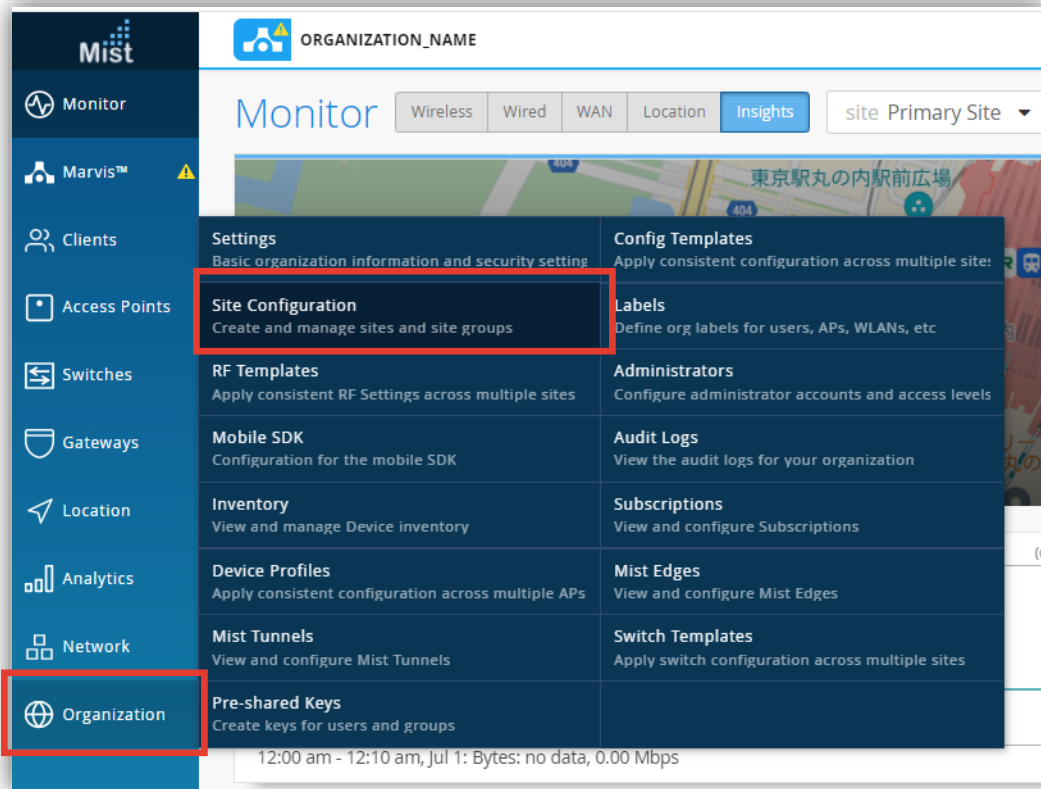 Mist
ORGANIZATION_NAME
Monitor
Marvis™
Clients
Access Points
Switches
Gateways
Location
Analytics
Network
Organization
Monitor
Wireless
Wired
WAN
Location
Insights
site Primary Site
404
東京駅丸の内駅前広場
404
Settings
Basic organization information and security setting
Config Templates
Apply consistent configuration across multiple sites
Site Configuration
Create and manage sites and site groups
Labels
Define org labels for users, APs, WLANs, etc
RF Templates
Apply consistent RF Settings across multiple sites
Administrators
Configure administrator accounts and access levels
Mobile SDK
Configuration for the mobile SDK
Audit Logs
View the audit logs for your organization
Inventory
View and manage Device inventory
Subscriptions
View and configure Subscriptions
Device Profiles
Apply consistent configuration across multiple APs
Mist Edges
View and configure Mist Edges
Mist Tunnels
View and configure Mist Tunnels
Switch Templates
Apply switch configuration across multiple sites
Pre-shared Keys
Create keys for users and groups
12:00 am - 12:10 am, Jul 1: Bytes: no data, 0.00 Mbps